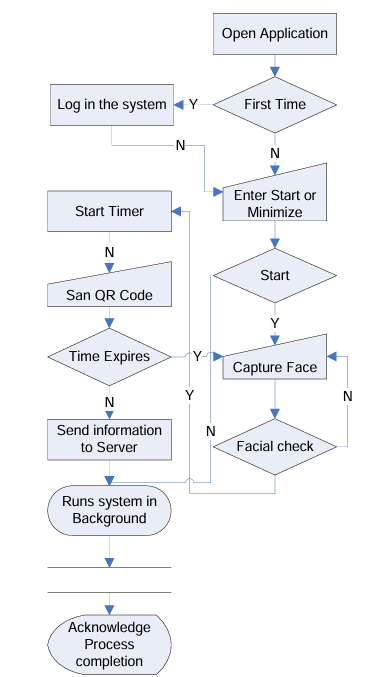 Open Application
Log in the system
Y
First Time
N
N
Enter Start or
Minimize
Start Timer
N
Start
San QR Code
Y
Time Expires
Y
Capture Face
Y
N
N
Send information
to Server
N
Facial check
Runs system in
Background
Acknowledge
Process
completion